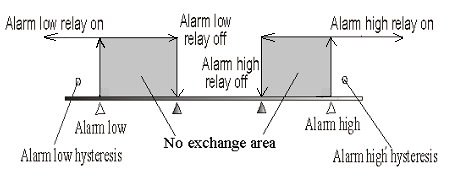 Alarm low relay on
Alarm low
relay off
Alarm high relay on
Alarm high
relay off
Alarm low
No exchange area
Alarm high
Alarm low hysteresis
Alarm high hysteresis